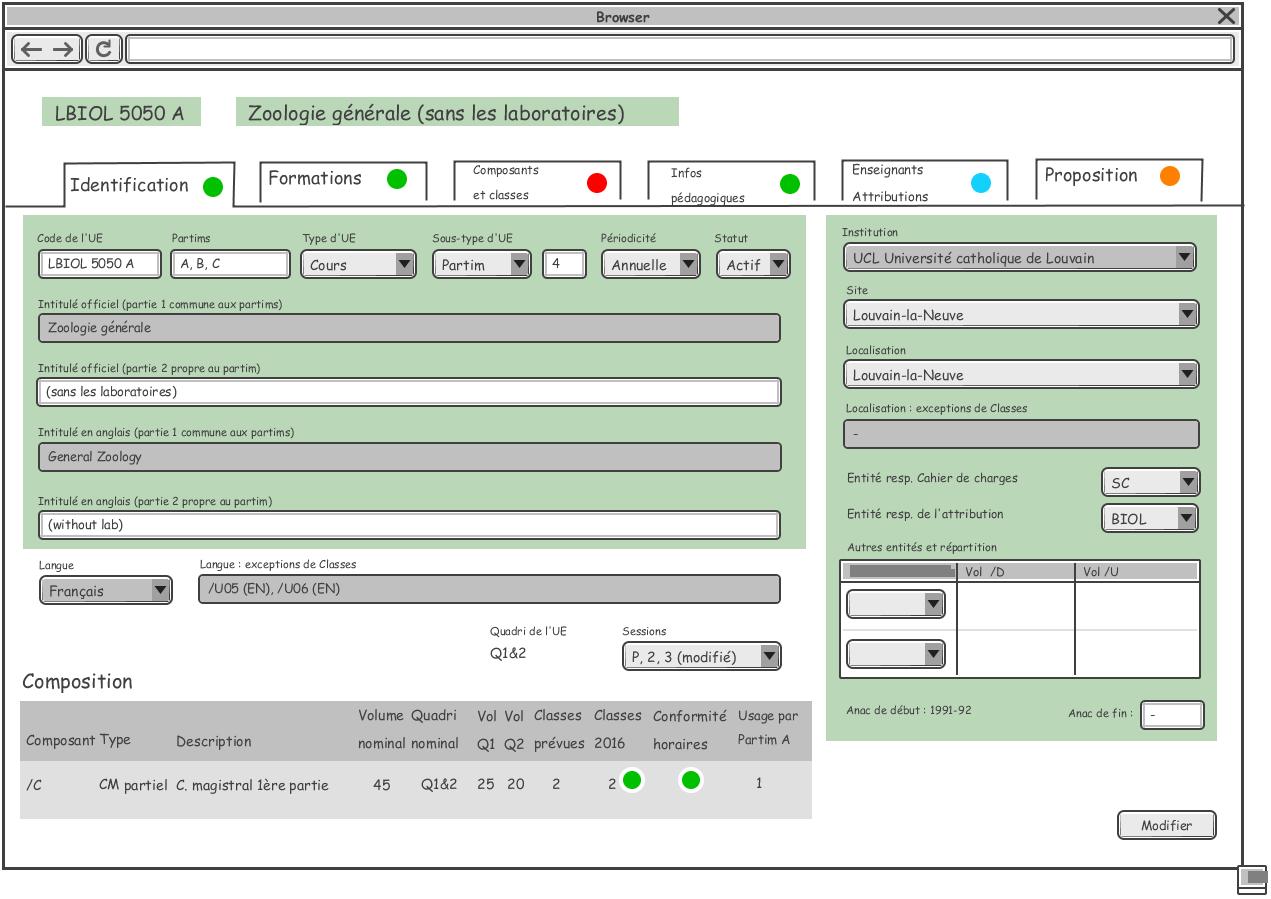 Browser
LBIOL 5050 A
Zoologie générale (sans les laboratoires)
Identification
Formations
Composants
et classes
Infos
pédagogiques
Enseignants
Attributions
Proposition
Code de l'UE
Partims
Type d'UE
Sous-type d'UE
Périodicité
Statut
LBIOL 5050 A
A, B, C
Cours
Partim
4
Annuelle
Actif
Intitulé officiel (partie 1 commune aux partims)
Zoologie générale
Intitulé officiel (partie 2 propre au partim)
(sans les laboratoires)
Intitulé en anglais (partie 1 commune aux partims)
General Zoology
Intitulé en anglais (partie 2 propre au partim)
(without lab)
Langue
Langue : exceptions de Classes
Français
/U05 (EN), /U06 (EN)
Quadri de l'UE
Sessions
Q1&2
P, 2, 3 (modifié)
Institution
UCL Université catholique de Louvain
Site
Louvain-la-Neuve
Localisation
Louvain-la-Neuve
Localisation : exceptions de Classes
-
Entité resp. Cahier de charges
SC
Entité resp. de l'attribution
BIOL
Autres entités et répartition
Vol /D
Vol /U
Anac de début : 1991-92
Anac de fin :
-
Composition
Composant Type Description Volume nominal Quadri nominal Vol Q1 Vol Q2 Classes prévues Classes 2016 Conformité horaires Usage par Partim A
/C CM partiel C. magistral 1ère partie 45 Q1&2 25 20 2 2 1
Modifier